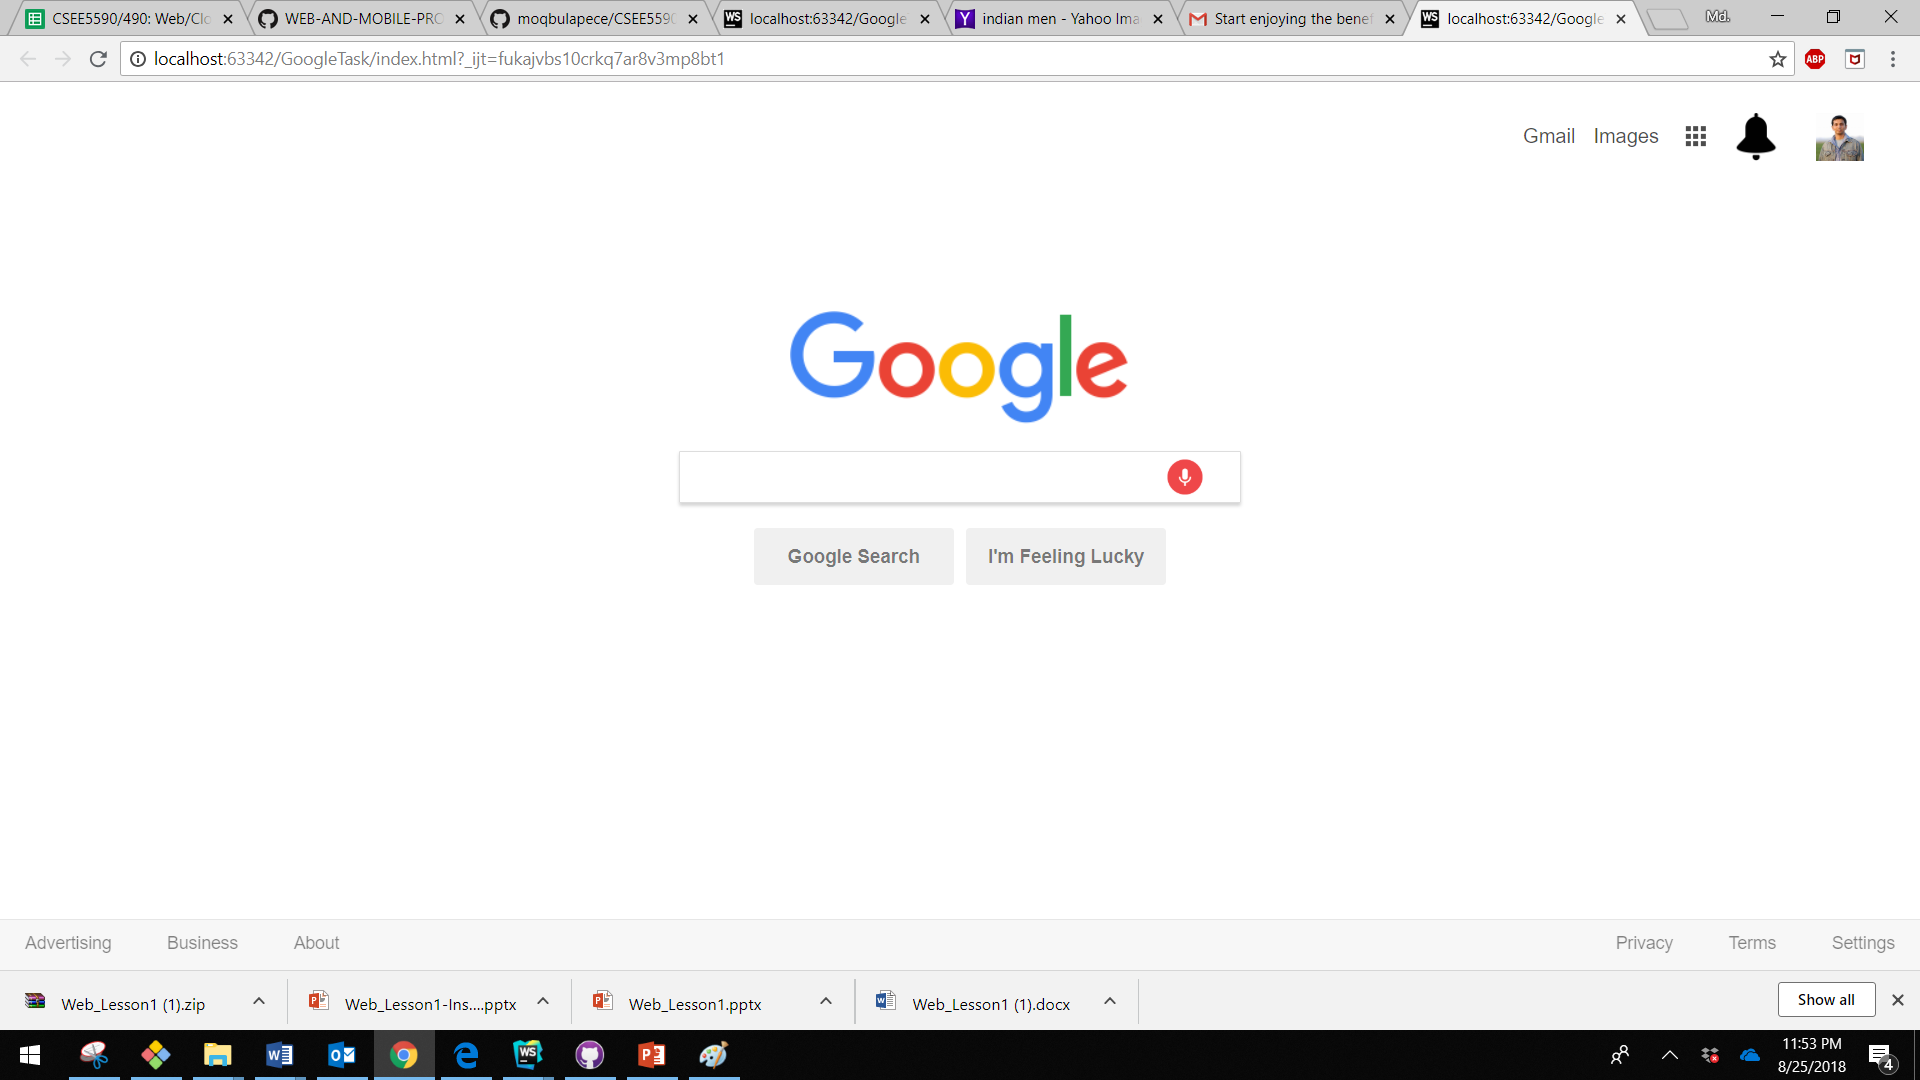 CSEE5590/490: Web/Clo
WEB-AND-MOBILE-PRO
moqbulapece/CSEE5590
WS localhost:63342/Google
Y indian men - Yahoo Ima
Start enjoying the benef
WS localhost:63342/Google
Md.
localhost:63342/GoogleTask/index.html?_ijt=fukajvbs10crkq7ar8v3mp8bt1
ABP
Gmail Images
Google
Google Search I'm Feeling Lucky
Advertising Business About Privacy Terms Settings
Web_Lesson1 (1).zip Web_Lesson1-Ins....pptx Web_Lesson1.pptx Web_Lesson1 (1).docx Show all
WS
11:53 PM
8/25/2018
4